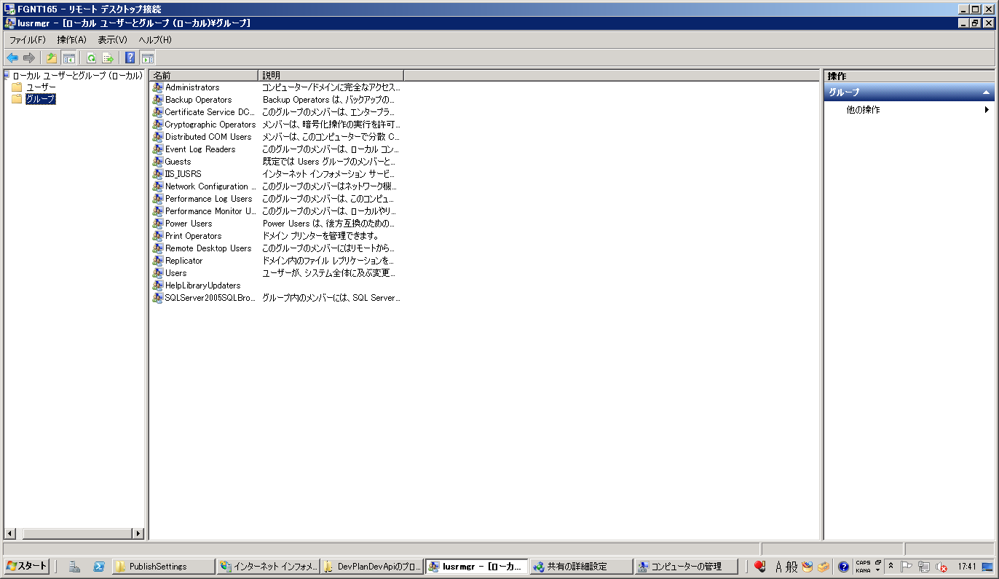 FGNT165 - リモート デスクトップ接続
lusrmgr - [ローカル ユーザーとグループ (ローカル)¥グループ]
ファイル(F) 操作(A) 表示(V) ヘルプ(H)
ローカル ユーザーとグループ (ローカル)
ユーザー
グループ
名前 説明
Administrators コンピューター/ドメインに完全なアクセス...
Backup Operators Backup Operators は、バックアップの...
Certificate Service DC... このグループのメンバーは、エンタープラ...
Cryptographic Operators メンバーは、暗号化操作の実行を許可...
Distributed COM Users メンバーは、このコンピューターで分散 C...
Event Log Readers このグループのメンバーは、ローカル コン...
Guests 既定では Users グループのメンバーと...
IIS_IUSRS インターネット インフォメーション サービ...
Network Configuration ... このグループのメンバーはネットワーク機...
Performance Log Users このグループのメンバーは、このコンピュ...
Performance Monitor U... このグループのメンバーは、ローカルやリ...
Power Users Power Users は、後方互換のための...
Print Operators ドメイン プリンターを管理できます。
Remote Desktop Users このグループのメンバーにはリモートから...
Replicator ドメイン内のファイル レプリケーションを...
Users ユーザーが、システム全体に及ぶ変更...
HelpLibraryUpdaters
SQLServer2005SQLBro... グループ内のメンバーには、SQL Server...
操作
グループ
他の操作
スタート PublishSettings インターネット インフォメ... DevPlanDevApiのプロ... lusrmgr - [ローカ... 共有の詳細設定 コンピューターの管理 A 般 CAPS KANA 17:41